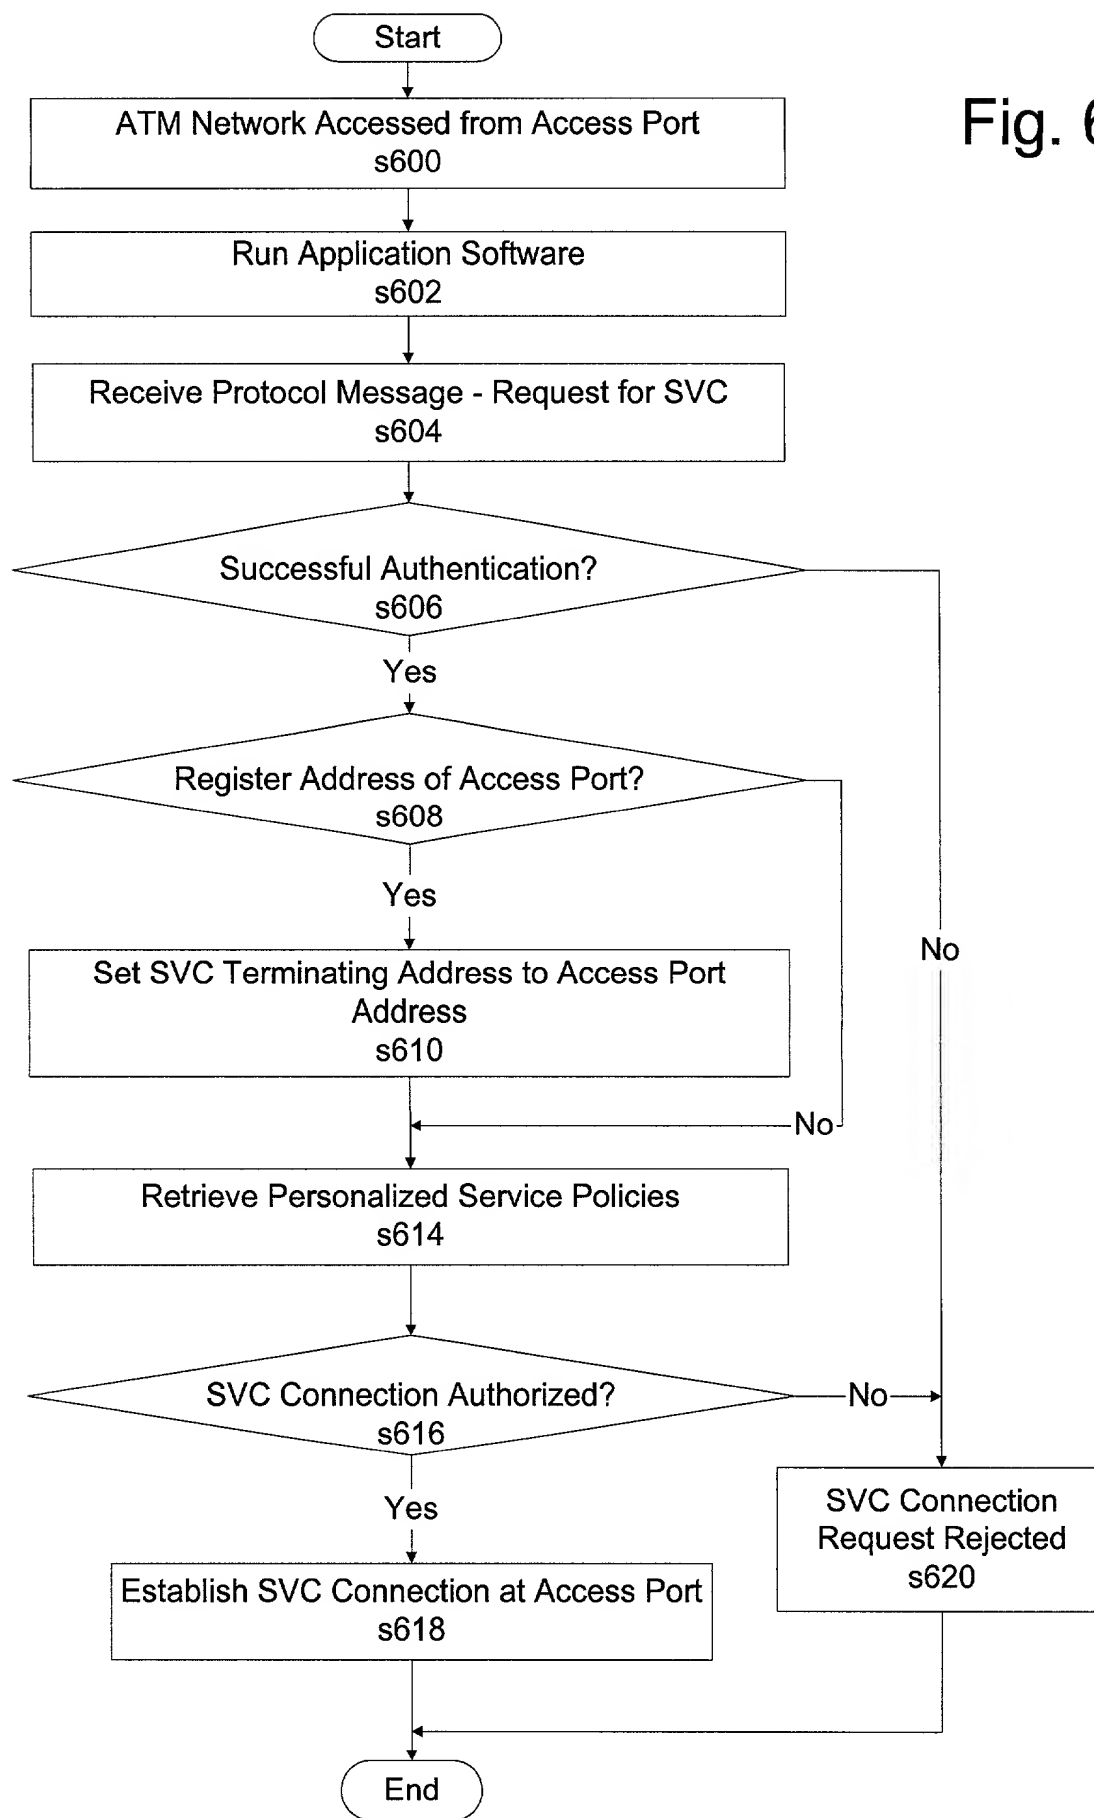 Start
Fig. 6
ATM Network Accessed from Access Port
s600
Run Application Software
s602
Receive Protocol Message - Request for SVC
s604
Successful Authentication?
s606
Yes
Register Address of Access Port?
s608
Yes
No
Set SVC Terminating Address to Access Port
Address
s610
No
Retrieve Personalized Service Policies
s614
SVC Connection Authorized?
s616
No
Yes
SVC Connection
Request Rejected
s620
Establish SVC Connection at Access Port
s618
End